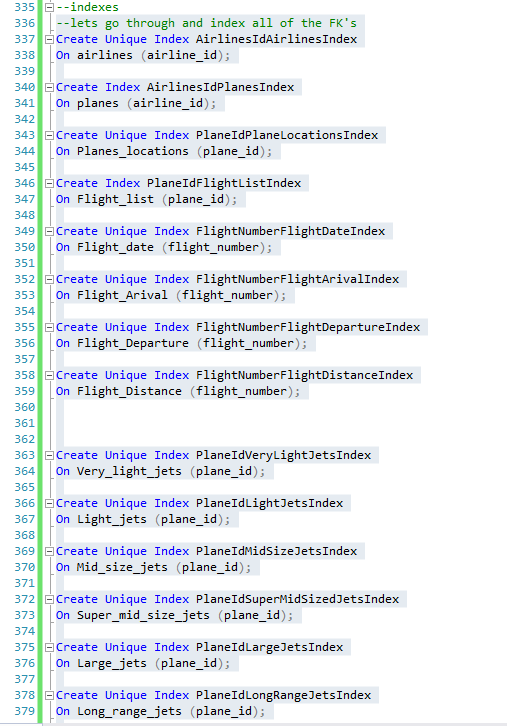 335 --indexes
336 --lets go through and index all of the FK's
337 Create Unique Index AirlinesIdAirlinesIndex
338 On airlines (airline_id);
339
340 Create Index AirlinesIdPlanesIndex
341 On planes (airline_id);
342
343 Create Unique Index PlaneIdPlaneLocationsIndex
344 On Planes_locations (plane_id);
345
346 Create Index PlaneIdFlightListIndex
347 On Flight_list (plane_id);
348
349 Create Unique Index FlightNumberFlightDateIndex
350 On Flight_date (flight_number);
351
352 Create Unique Index FlightNumberFlightArivalIndex
353 On Flight_Arival (flight_number);
354
355 Create Unique Index FlightNumberFlightDepartureIndex
356 On Flight_Departure (flight_number);
357
358 Create Unique Index FlightNumberFlightDistanceIndex
359 On Flight_Distance (flight_number);
360
361
362
363 Create Unique Index PlaneIdVeryLightJetsIndex
364 On Very_light_jets (plane_id);
365
366 Create Unique Index PlaneIdLightJetsIndex
367 On Light_jets (plane_id);
368
369 Create Unique Index PlaneIdMidSizeJetsIndex
370 On Mid_size_jets (plane_id);
371
372 Create Unique Index PlaneIdSuperMidSizedJetsIndex
373 On Super_mid_size_jets (plane_id);
374
375 Create Unique Index PlaneIdLargeJetsIndex
376 On Large_jets (plane_id);
377
378 Create Unique Index PlaneIdLongRangeJetsIndex
379 On Long_range_jets (plane_id);